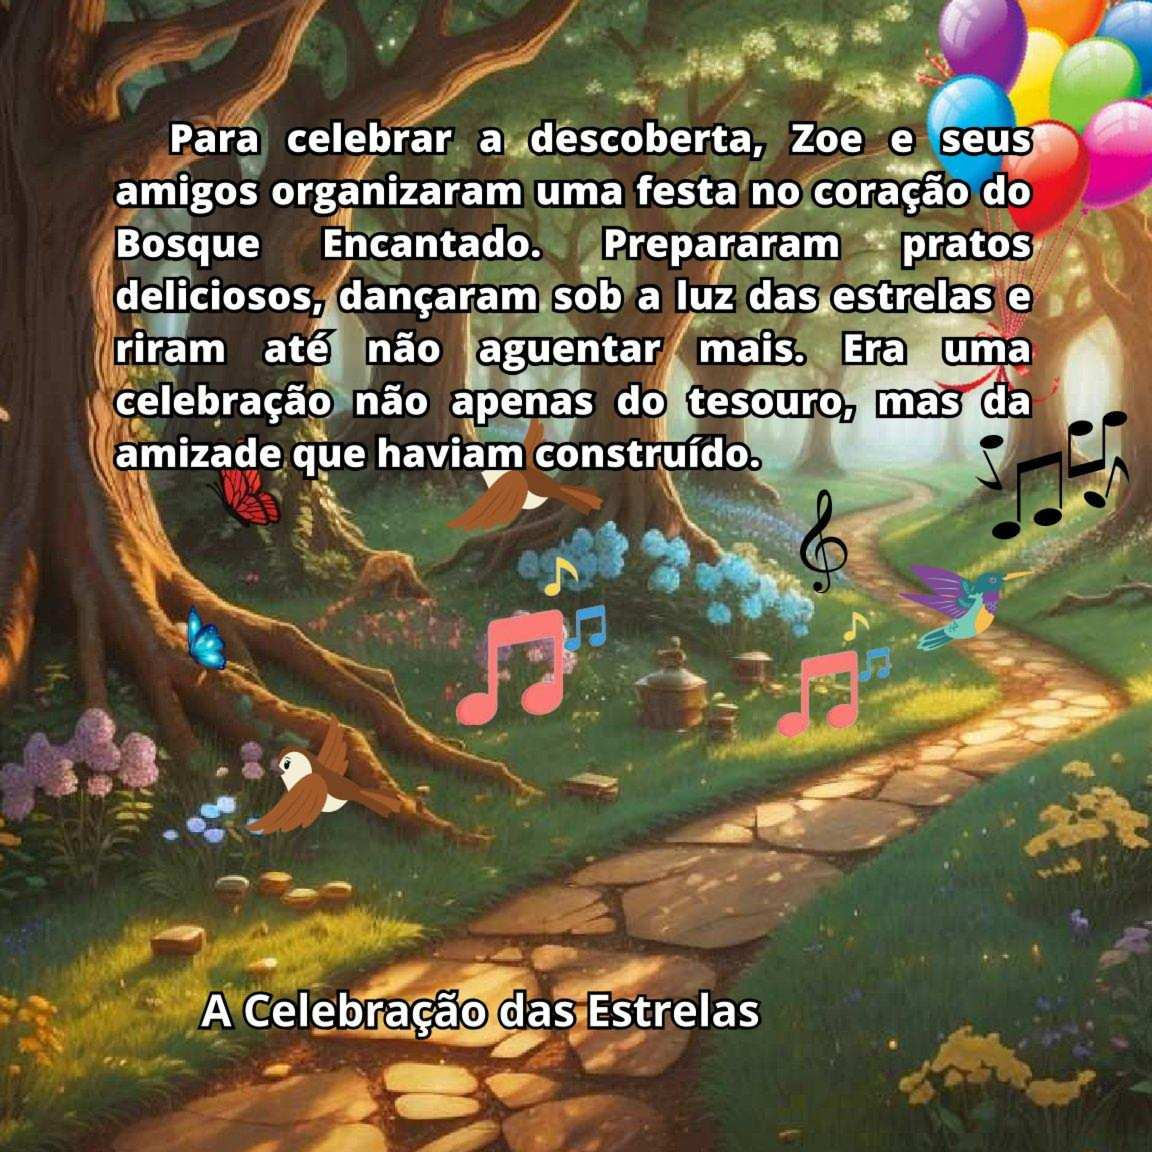 Para celebrar a descoberta, Zoe e seus
amigos organizaram uma festa no coração do
Bosque Encantado. Prepararam pratos
deliciosos, dançaram sob a luz das estrelas e
riram até não aguentar mais. Era uma
celebração não apenas do tesouro, mas da
amizade que haviam construído.
A Celebração das Estrelas